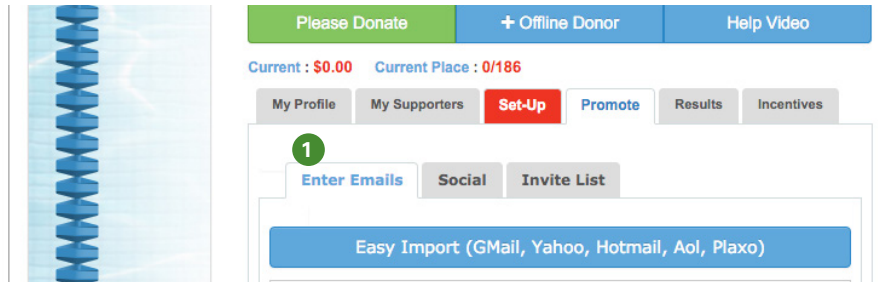 Please Donate + Offline Donor Help Video
Current : $0.00 Current Place : 0/186
My Profile My Supporters Set-Up Promote Results Incentives
1
Enter Emails Social Invite List
Easy Import (GMail, Yahoo, Hotmail, Aol, Plaxo)